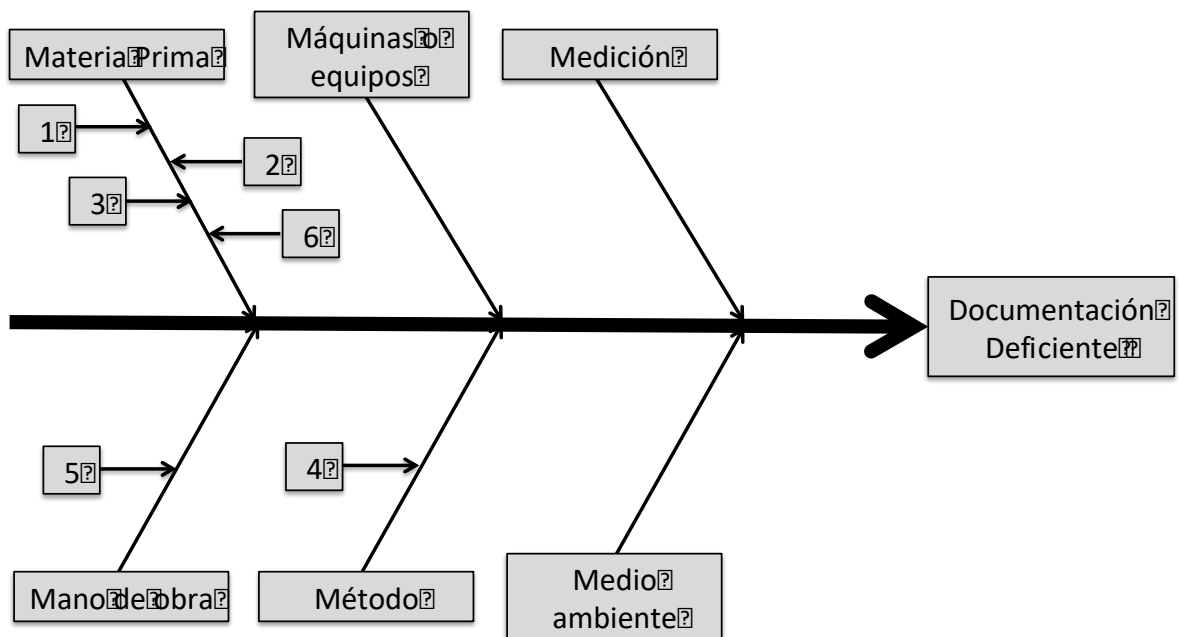 Materia Prima
Máquinas o
equipos
Medición
1
2
3
6
Documentación
Deficiente
5
4
Mano de obra
Método
Medio
ambiente